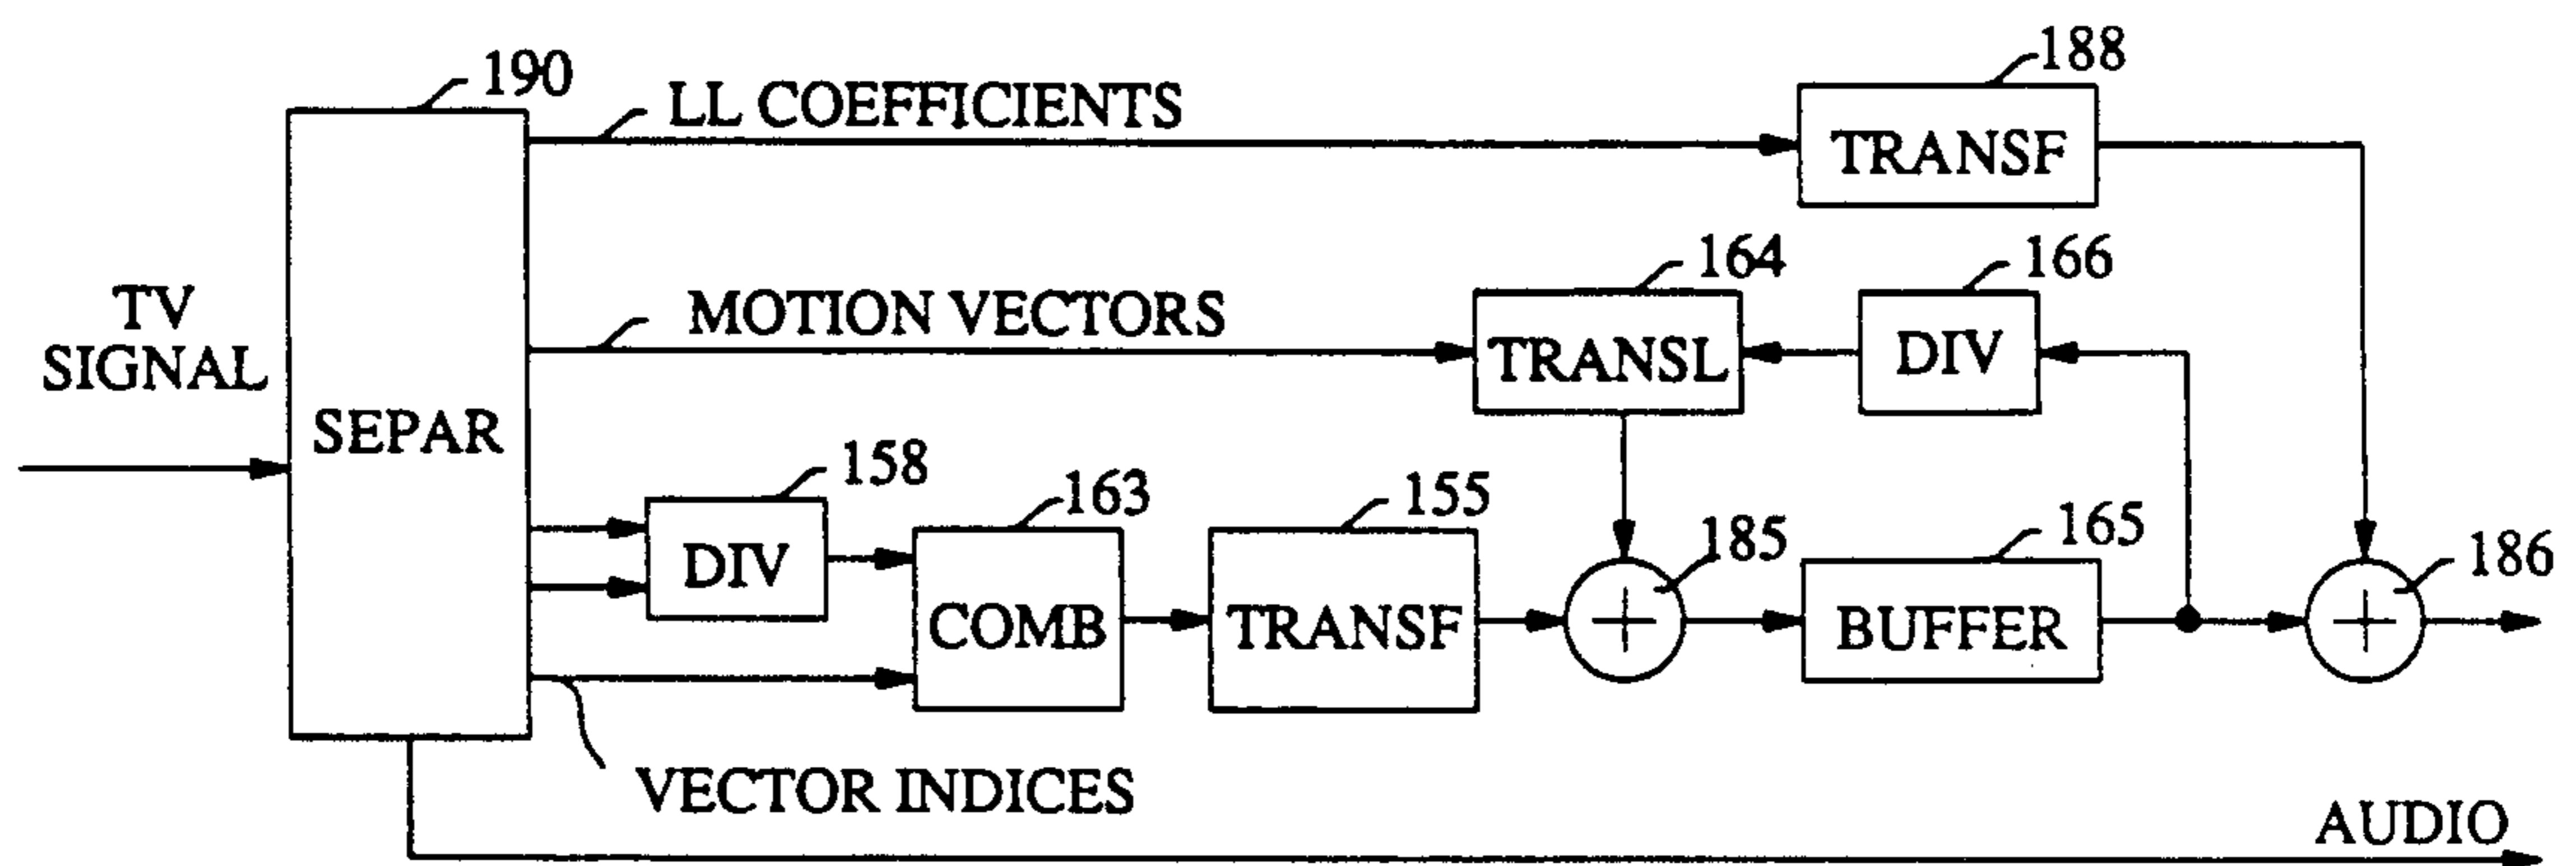 190
LL COEFFICIENTS
188
TRANSF
TV
SIGNAL
SEPAR
MOTION VECTORS
164
TRANSL
166
DIV
158
DIV
163
COMB
155
TRANSF
185
165
BUFFER
186
VECTOR INDICES
AUDIO